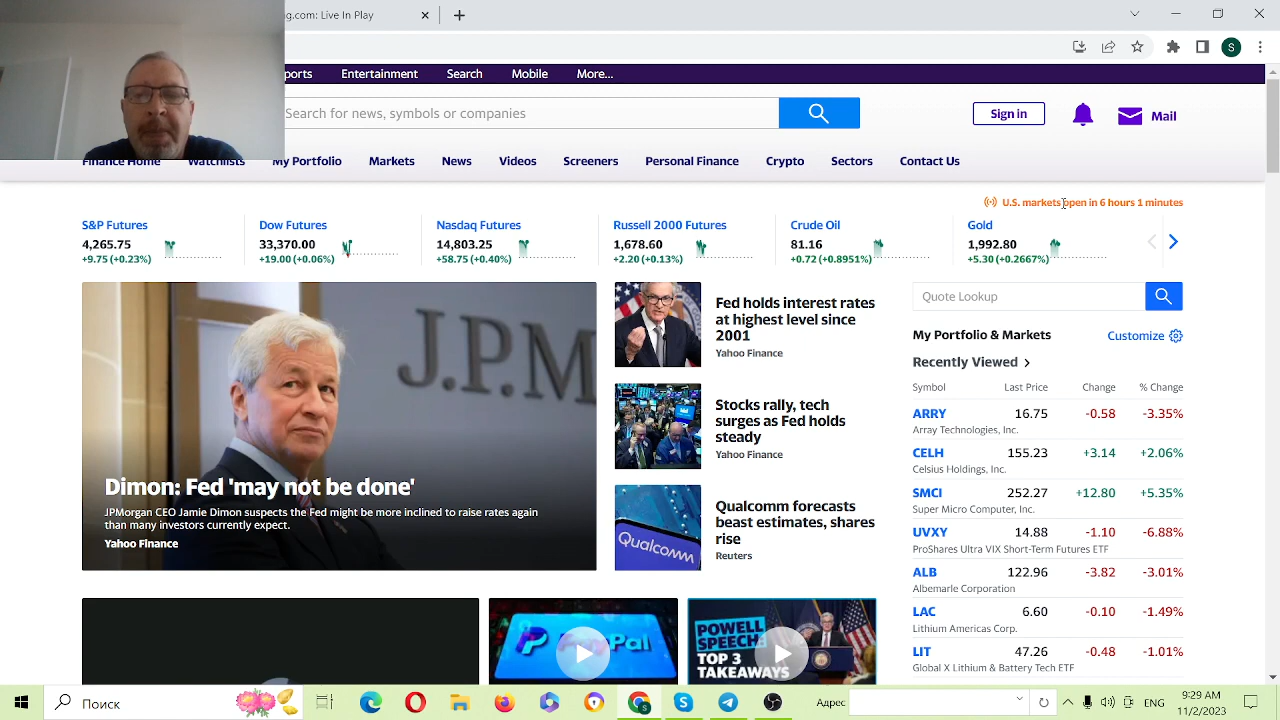 ng.com: Live In Play
ports Entertainment Search Mobile More...
Search for news, symbols or companies
Sign in
Mail
Finance Home Watchlists My Portfolio Markets News Videos Screeners Personal Finance Crypto Sectors Contact Us
U.S. markets open in 6 hours 1 minutes
S&P Futures
4,265.75
+9.75 (+0.23%)
Dow Futures
33,370.00
+19.00 (+0.06%)
Nasdaq Futures
14,803.25
+58.75 (+0.40%)
Russell 2000 Futures
1,678.60
+2.20 (+0.13%)
Crude Oil
81.16
+0.72 (+0.8951%)
Gold
1,992.80
+5.30 (+0.2667%)
J.P.M
Dimon: Fed 'may not be done'
JPMorgan CEO Jamie Dimon suspects the Fed might be more inclined to raise rates again
than many investors currently expect.
Yahoo Finance
Fed holds interest rates
at highest level since
2001
Yahoo Finance
Stocks rally, tech
surges as Fed holds
steady
Yahoo Finance
Qualcomm
Qualcomm forecasts
beast estimates, shares
rise
Reuters
PayPal
POWELL
SPEECH:
TOP 3
TAKEAWAYS
Quote Lookup
My Portfolio & Markets
Customize
Recently Viewed
Symbol Last Price Change % Change
ARRY 16.75 -0.58 -3.35%
Array Technologies, Inc.
CELH 155.23 +3.14 +2.06%
Celsius Holdings, Inc.
SMCI 252.27 +12.80 +5.35%
Super Micro Computer, Inc.
UVXY 14.88 -1.10 -6.88%
ProShares Ultra VIX Short-Term Futures ETF
ALB 122.96 -3.82 -3.01%
Albemarle Corporation
LAC 6.60 -0.10 -1.49%
Lithium Americas Corp.
LIT 47.26 -0.48 -1.01%
Global X Lithium & Battery Tech ETF
Поиск
Адрес
ENG
9:29 AM
11/2/2023